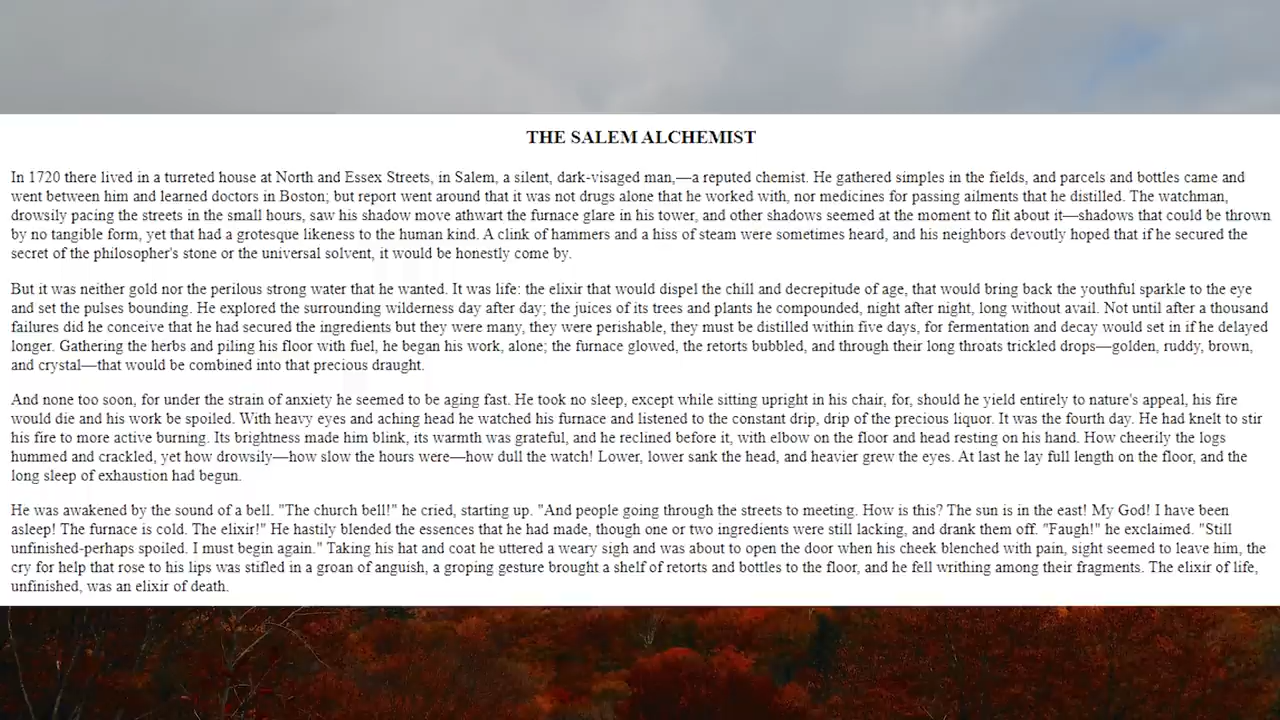 THE SALEM ALCHEMIST
In 1720 there lived in a turreted house at North and Essex Streets, in Salem, a silent, dark-visaged man,—a reputed chemist. He gathered simples in the fields, and parcels and bottles came and
went between him and learned doctors in Boston; but report went around that it was not drugs alone that he worked with, nor medicines for passing ailments that he distilled. The watchman,
drowsily pacing the streets in the small hours, saw his shadow move athwart the furnace glare in his tower, and other shadows seemed at the moment to flit about it—shadows that could be thrown
by no tangible form, yet that had a grotesque likeness to the human kind. A clink of hammers and a hiss of steam were sometimes heard, and his neighbors devoutly hoped that if he secured the
secret of the philosopher's stone or the universal solvent, it would be honestly come by.
But it was neither gold nor the perilous strong water that he wanted. It was life: the elixir that would dispel the chill and decrepitude of age, that would bring back the youthful sparkle to the eye
and set the pulses bounding. He explored the surrounding wilderness day after day; the juices of its trees and plants he compounded, night after night, long without avail. Not until after a thousand
failures did he conceive that he had secured the ingredients but they were many, they were perishable, they must be distilled within five days, for fermentation and decay would set in if he delayed
longer. Gathering the herbs and piling his floor with fuel, he began his work, alone; the furnace glowed, the retorts bubbled, and through their long throats trickled drops—golden, ruddy, brown,
and crystal—that would be combined into that precious draught.
And none too soon, for under the strain of anxiety he seemed to be aging fast. He took no sleep, except while sitting upright in his chair, for, should he yield entirely to nature's appeal, his fire
would die and his work be spoiled. With heavy eyes and aching head he watched his furnace and listened to the constant drip, drip of the precious liquor. It was the fourth day. He had knelt to stir
his fire to more active burning. Its brightness made him blink, its warmth was grateful, and he reclined before it, with elbow on the floor and head resting on his hand. How cheerily the logs
hummed and crackled, yet how drowsily—how slow the hours were—how dull the watch! Lower, lower sank the head, and heavier grew the eyes. At last he lay full length on the floor, and the
long sleep of exhaustion had begun.
He was awakened by the sound of a bell. "The church bell!" he cried, starting up. "And people going through the streets to meeting. How is this? The sun is in the east! My God! I have been
asleep! The furnace is cold. The elixir!" He hastily blended the essences that he had made, though one or two ingredients were still lacking, and drank them off. "Faugh!" he exclaimed. "Still
unfinished-perhaps spoiled. I must begin again." Taking his hat and coat he uttered a weary sigh and was about to open the door when his cheek blenched with pain, sight seemed to leave him, the
cry for help that rose to his lips was stifled in a groan of anguish, a groping gesture brought a shelf of retorts and bottles to the floor, and he fell writhing among their fragments. The elixir of life,
unfinished, was an elixir of death.